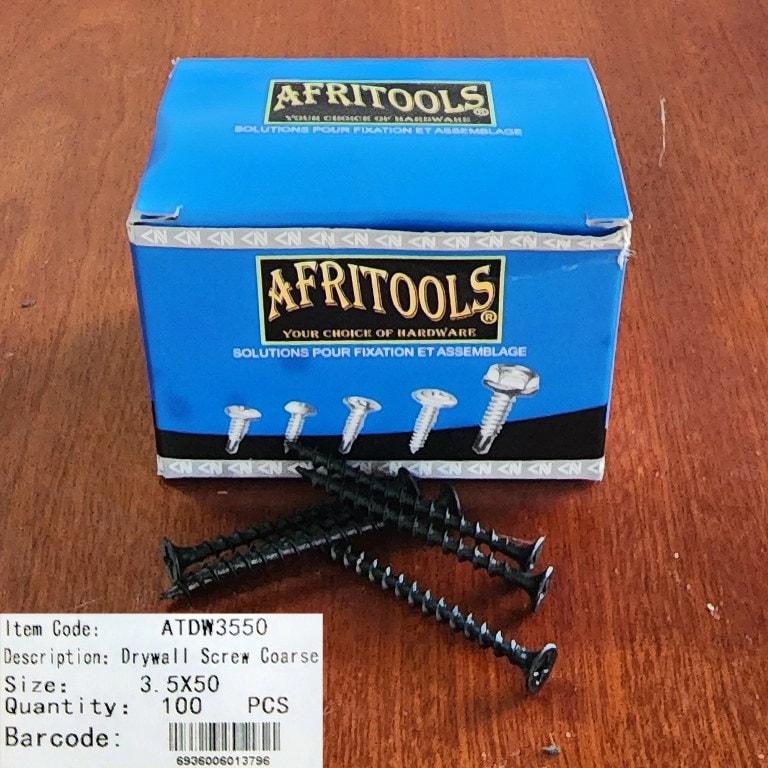 AFRITOOLS
YOUR CHOICE OF HARDWARE
SOLUTIONS POUR FIXATION ET ASSEMBLAGE
AFRITOOLS®
YOUR CHOICE OF HARDWARE
SOLUTIONS POUR FIXATION ET ASSEMBLAGE
Item Code: ATDW3550
Description: Drywall Screw Coarse
Size: 3.5X50
Quantity: 100 PCS
Barcode:
6936006013796